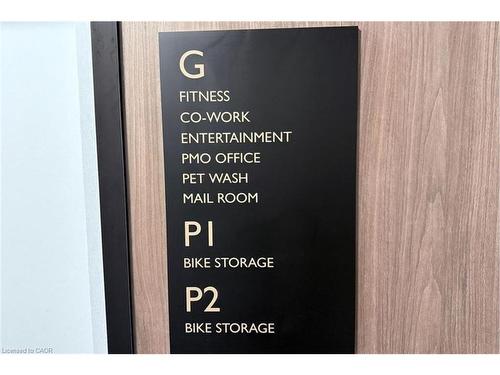 G
FITNESS
CO-WORK
ENTERTAINMENT
PMO OFFICE
PET WASH
MAIL ROOM
P1
BIKE STORAGE
P2
BIKE STORAGE
Licensed to CAOR